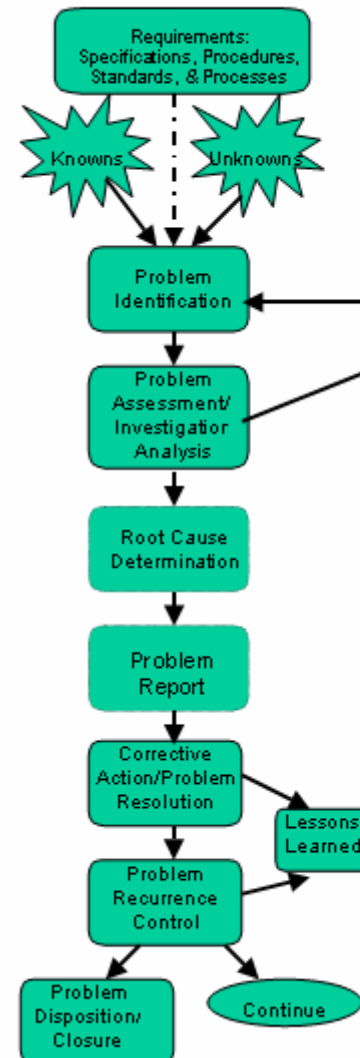 Requirements:
Specifications, Procedures,
Standards, & Processes
Knowns
Unknowns
Problem
Identification
Problem
Assessment/
Investigation
Analysis
Root Cause
Determination
Problem
Report
Corrective
Action/Problem
Resolution
Lessons
Learned
Problem
Recurrence
Control
Problem
Disposition/
Closure
Continue